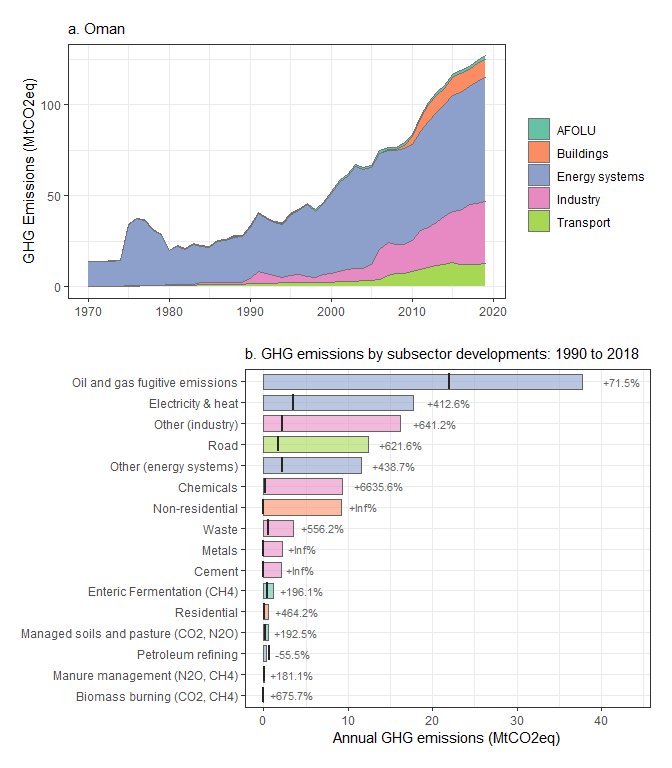 a. Oman
GHG Emissions (MtCO2eq)
100
50
0
1970 1980 1990 2000 2010 2020
AFOLU
Buildings
Energy systems
Industry
Transport
b. GHG emissions by subsector developments: 1990 to 2018
Oil and gas fugitive emissions +71.5%
Electricity & heat +412.6%
Other (industry) +641.2%
Road +621.6%
Other (energy systems) +438.7%
Chemicals +6635.6%
Non-residential +Inf%
Waste +556.2%
Metals +Inf%
Cement +Inf%
Enteric Fermentation (CH4) +196.1%
Residential +464.2%
Managed soils and pasture (CO2, N2O) +192.5%
Petroleum refining -55.5%
Manure management (N2O, CH4) +181.1%
Biomass burning (CO2, CH4) +675.7%
0 10 20 30 40
Annual GHG emissions (MtCO2eq)